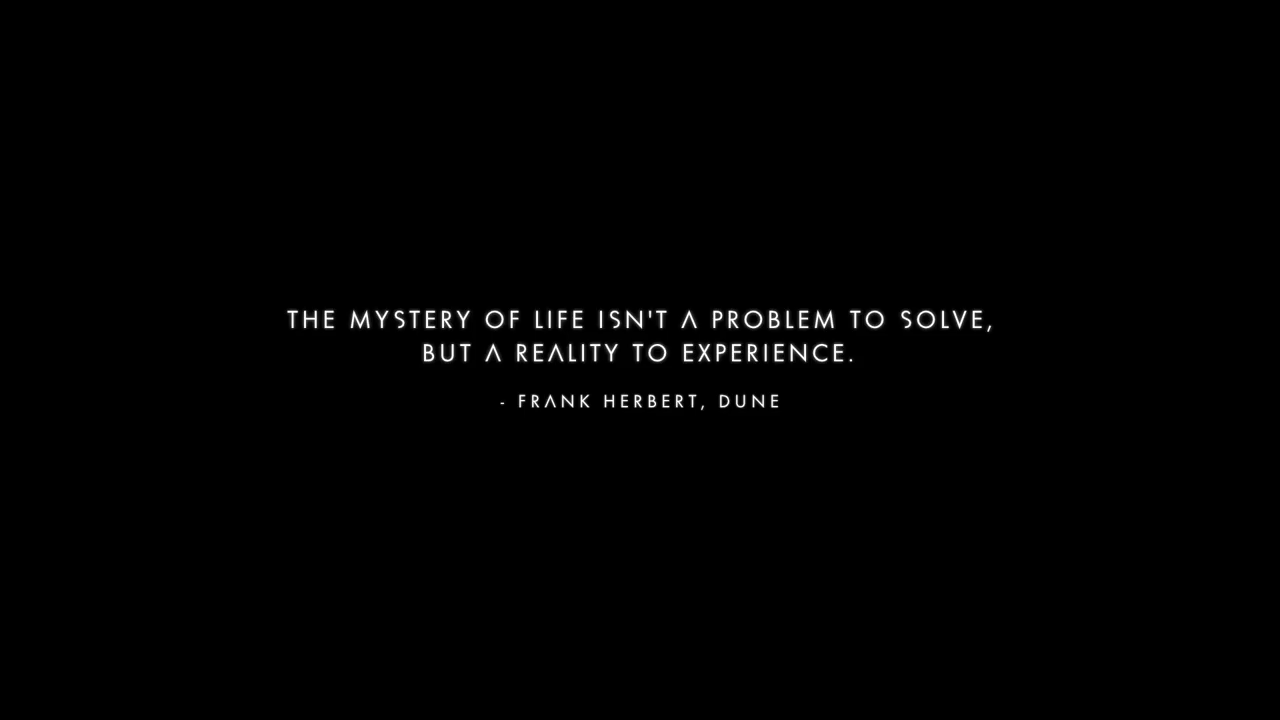 THE MYSTERY OF LIFE ISN'T A PROBLEM TO SOLVE,
BUT A REALITY TO EXPERIENCE.
- FRANK HERBERT, DUNE